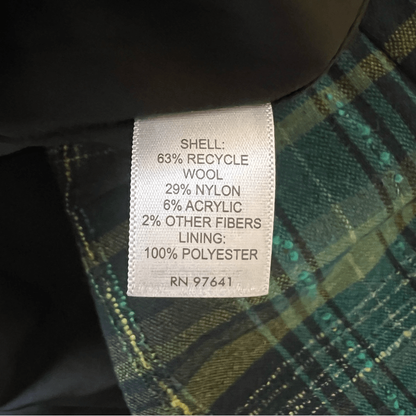 SHELL:
63% RECYCLE
WOOL
29% NYLON
6% ACRYLIC
2% OTHER FIBERS
LINING:
100% POLYESTER
RN 97641